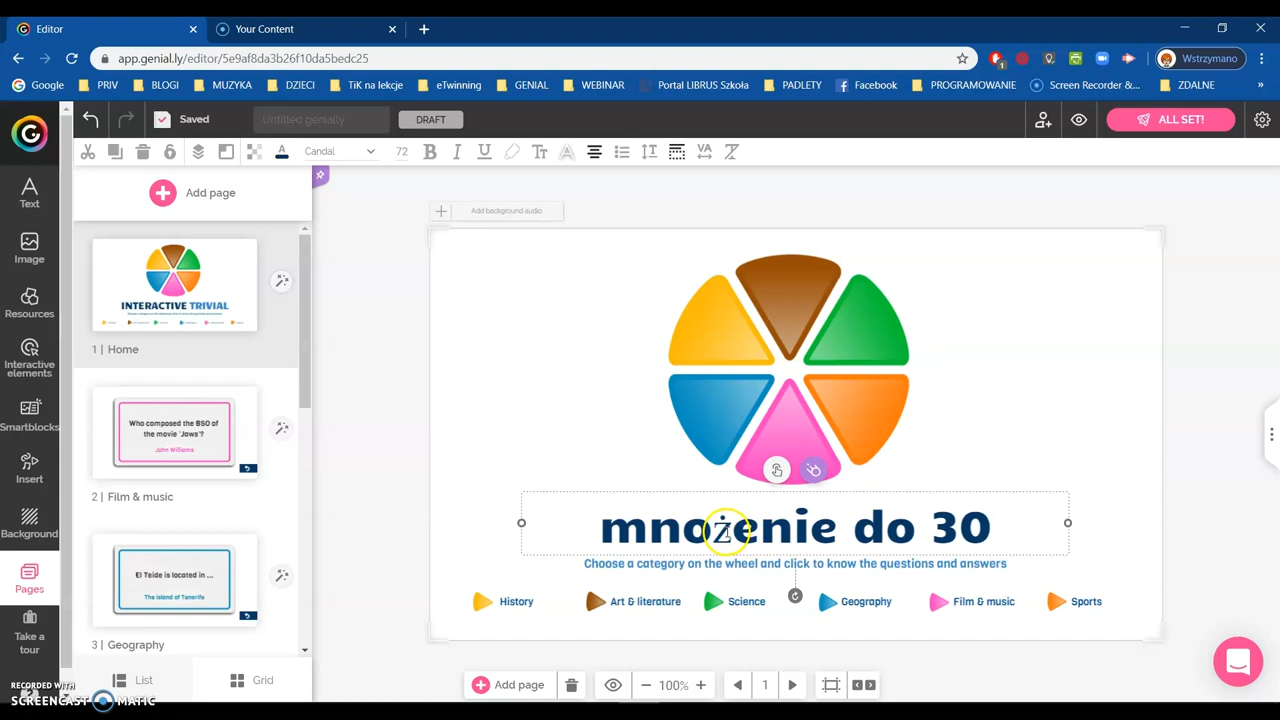 Editor
Your Content
app.genial.ly/editor/5e9af8da3b26f10da5bedc25
Wstrzymano
Google
PRIV
BLOGI
MUZYKA
DZIECI
TiK na lekcje
eTwinning
GENIAL
WEBINAR
Portal LIBRUS Szkoła
PADLETY
Facebook
PROGRAMOWANIE
Screen Recorder &...
ZDALNE
Saved
Untitled genially
DRAFT
ALL SET!
Candal
72
Add page
Add background audio
Text
Image
Resources
Interactive elements
Smartblocks
Insert
Background
Pages
Take a tour
INTERACTIVE TRIVIAL
1 | Home
Who composed the BSO of
the movie 'Jaws'?
John Williams
2 | Film & music
El Teide is located in ...
The island of Tenerife
3 | Geography
List
Grid
mnożenie do 30
Choose a category on the wheel and click to know the questions and answers
History
Art & literature
Science
Geography
Film & music
Sports
Add page
100%
1
RECORDED WITH
SCREENCAST MATIC